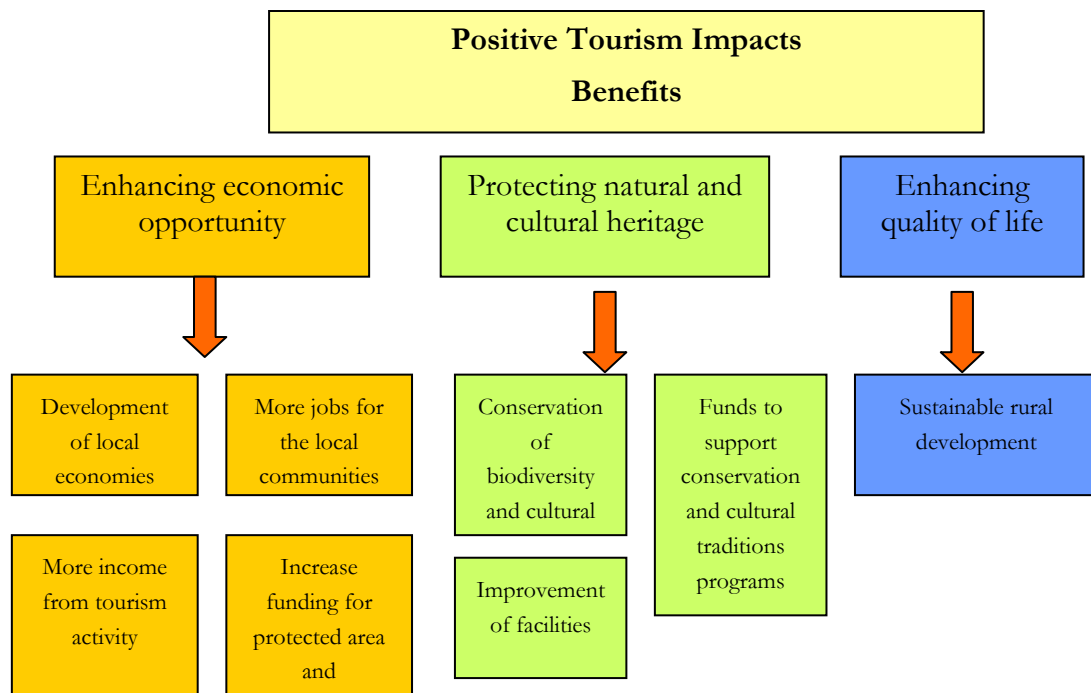 Positive Tourism Impacts
Benefits
Enhancing economic
opportunity
Protecting natural and
cultural heritage
Enhancing
quality of life
Development
of local
economies
More jobs for
the local
communities
Conservation
of
biodiversity
and cultural
Funds to
support
conservation
and cultural
traditions
programs
Sustainable rural
development
More income
from tourism
activity
Increase
funding for
protected area
and
Improvement
of facilities